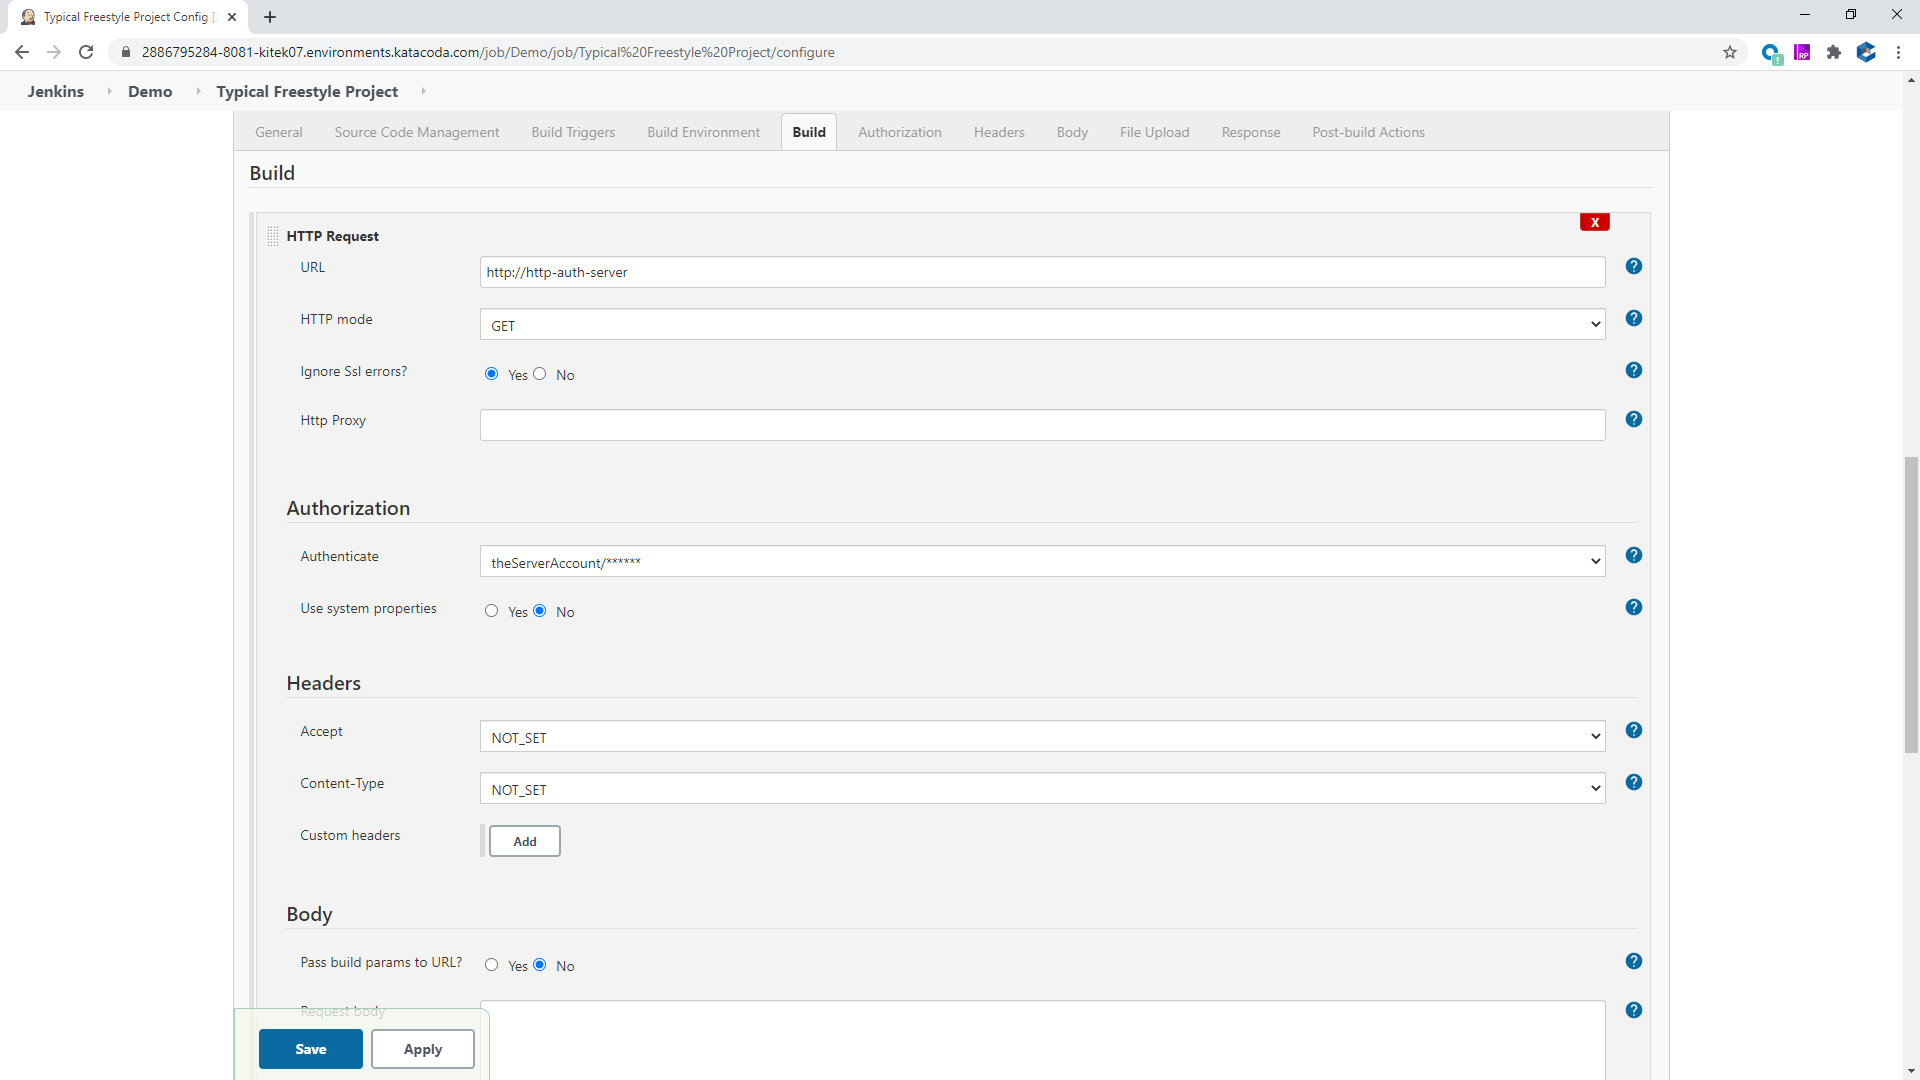 Typical Freestyle Project Config [
2886795284-8081-kitek07.environments.katacoda.com/job/Demo/job/Typical%20Freestyle%20Project/configure
Jenkins Demo Typical Freestyle Project
General Source Code Management Build Triggers Build Environment Build Authorization Headers Body File Upload Response Post-build Actions
Build
X
HTTP Request
URL http://http-auth-server ?
HTTP mode GET ?
Ignore Ssl errors? Yes No ?
Http Proxy ?
Authorization
Authenticate theServerAccount/****** ?
Use system properties Yes No ?
Headers
Accept NOT_SET ?
Content-Type NOT_SET ?
Custom headers Add
Body
Pass build params to URL? Yes No ?
Request body ?
Save Apply